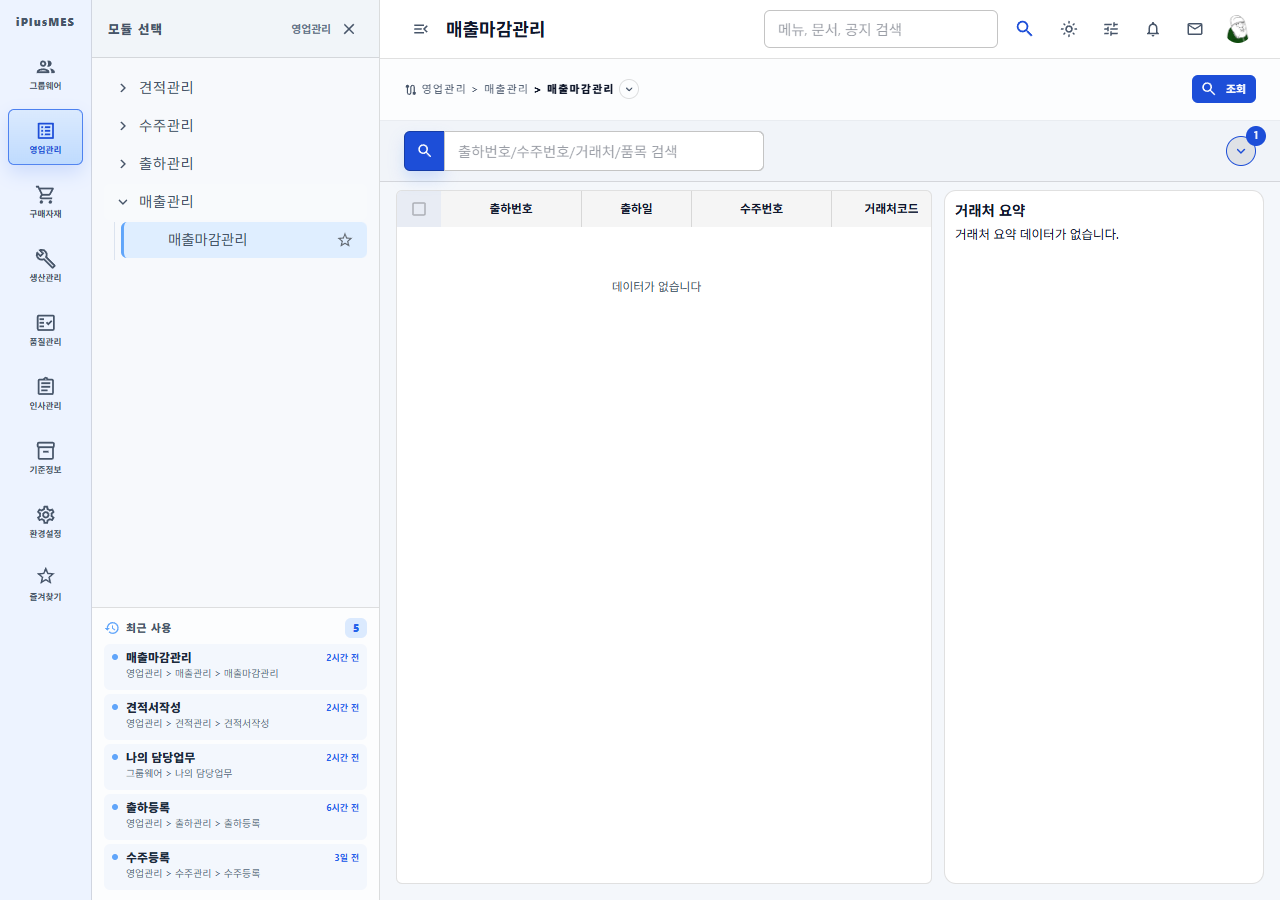 iPlusMES
그룹웨어
영업관리
구매자재
생산관리
품질관리
인사관리
기준정보
환경설정
즐겨찾기
모듈 선택
영업관리
견적관리
수주관리
출하관리
매출관리
매출마감관리
최근 사용
5
매출마감관리
2시간 전
영업관리 > 매출관리 > 매출마감관리
견적서작성
2시간 전
영업관리 > 견적관리 > 견적서작성
나의 담당업무
2시간 전
그룹웨어 > 나의 담당업무
출하등록
6시간 전
영업관리 > 출하관리 > 출하등록
수주등록
3일 전
영업관리 > 수주관리 > 수주등록
매출마감관리
메뉴, 문서, 공지 검색
영업관리 > 매출관리 > 매출마감관리
조회
출하번호/수주번호/거래처/품목 검색
1
출하번호 출하일 수주번호 거래처코드
데이터가 없습니다
거래처 요약
거래처 요약 데이터가 없습니다.